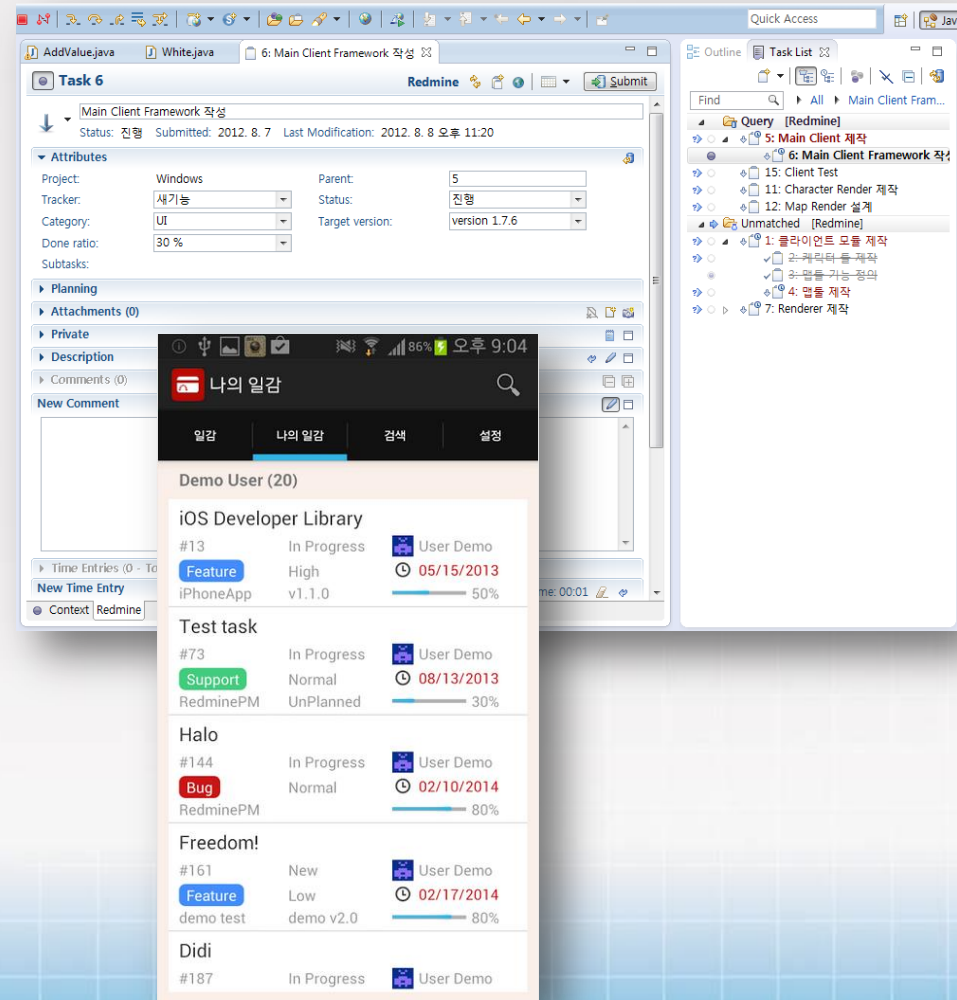 Quick Access
Jav
AddValue.java
White.java
6: Main Client Framework 작성
Outline
Task List
Task 6
Redmine
Submit
Main Client Framework 작성
Status: 진행 Submitted: 2012. 8. 7 Last Modification: 2012. 8. 8 오후 11:20
Attributes
Project: Windows Parent: 5
Tracker: 새기능 Status: 진행
Category: UI Target version: version 1.7.6
Done ratio: 30 %
Subtasks:
Planning
Attachments (0)
Private
Description
Comments (0)
New Comment
Time Entries (0 - To
New Time Entry
me: 00:01
Context Redmine
Find All Main Client Fram...
Query [Redmine]
5: Main Client 제작
6: Main Client Framework 작성
15: Client Test
11: Character Render 제작
12: Map Render 설계
Unmatched [Redmine]
1: 클라이언트 모듈 제작
2: 케릭터 툴 제작
3: 맵툴 기능 정의
4: 맵툴 제작
7: Renderer 제작
86% 오후 9:04
나의 일감
일감 나의 일감 검색 설정
Demo User (20)
iOS Developer Library
#13 In Progress User Demo
Feature High 05/15/2013
iPhoneApp v1.1.0 50%
Test task
#73 In Progress User Demo
Support Normal 08/13/2013
RedminePM UnPlanned 30%
Halo
#144 In Progress User Demo
Bug Normal 02/10/2014
RedminePM 80%
Freedom!
#161 New User Demo
Feature Low 02/17/2014
demo test demo v2.0 80%
Didi
#187 In Progress User Demo